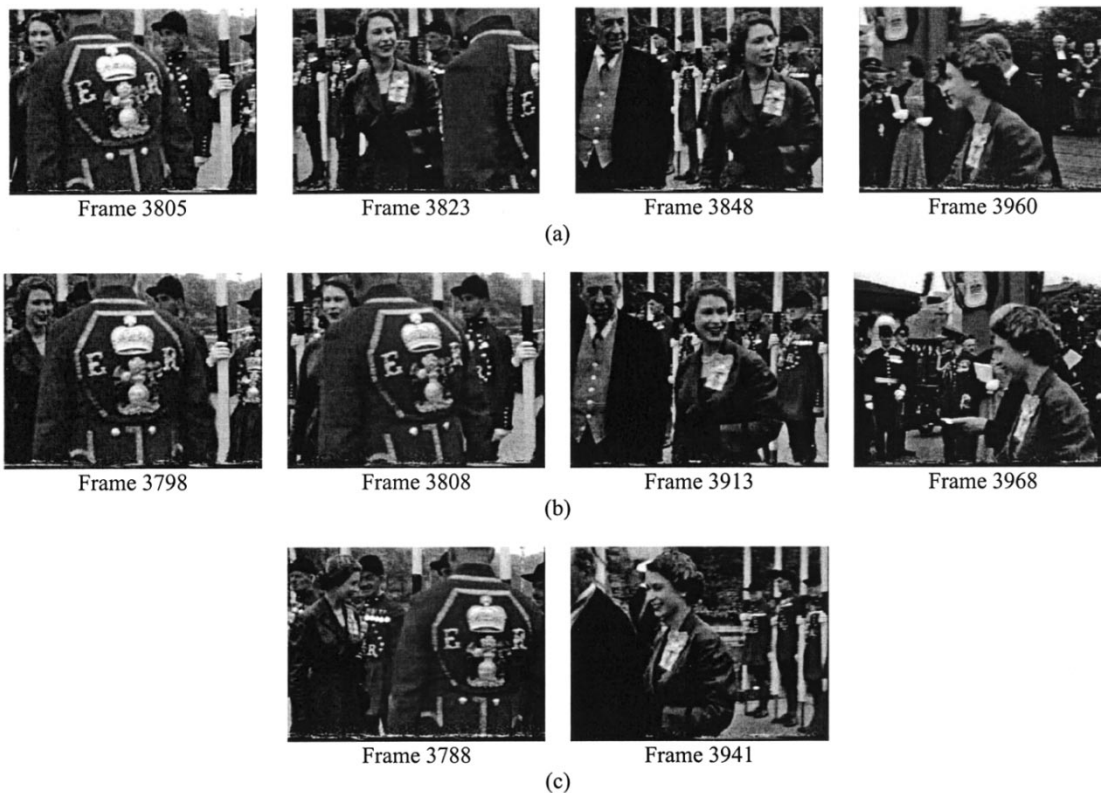 E R
E
Frame 3805
Frame 3823
Frame 3848
Frame 3960
(a)
E R
E R
Frame 3798
Frame 3808
Frame 3913
Frame 3968
(b)
R
E R
Frame 3788
Frame 3941
(c)